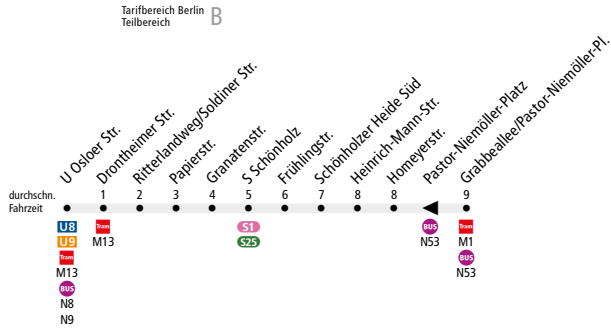 Tarifbereich Berlin
Teilbereich
B
U Osloer Str.
Drontheimer Str.
Ritterlandweg/Soldiner Str.
Papierstr.
Granatenstr.
S Schönholz
Frühlingstr.
Schönholzer Heide Süd
Heinrich-Mann-Str.
Homeyerstr.
Pastor-Niemöller-Platz
Grabbeallee/Pastor-Niemöller-Pl.
durchschn.
Fahrzeit
1 2 3 4 5 6 7 8 8 9
U8
U9
Tram
M13
BUS
N8
N9
Tram
M13
S1
S25
BUS
N53
Tram
M1
BUS
N53